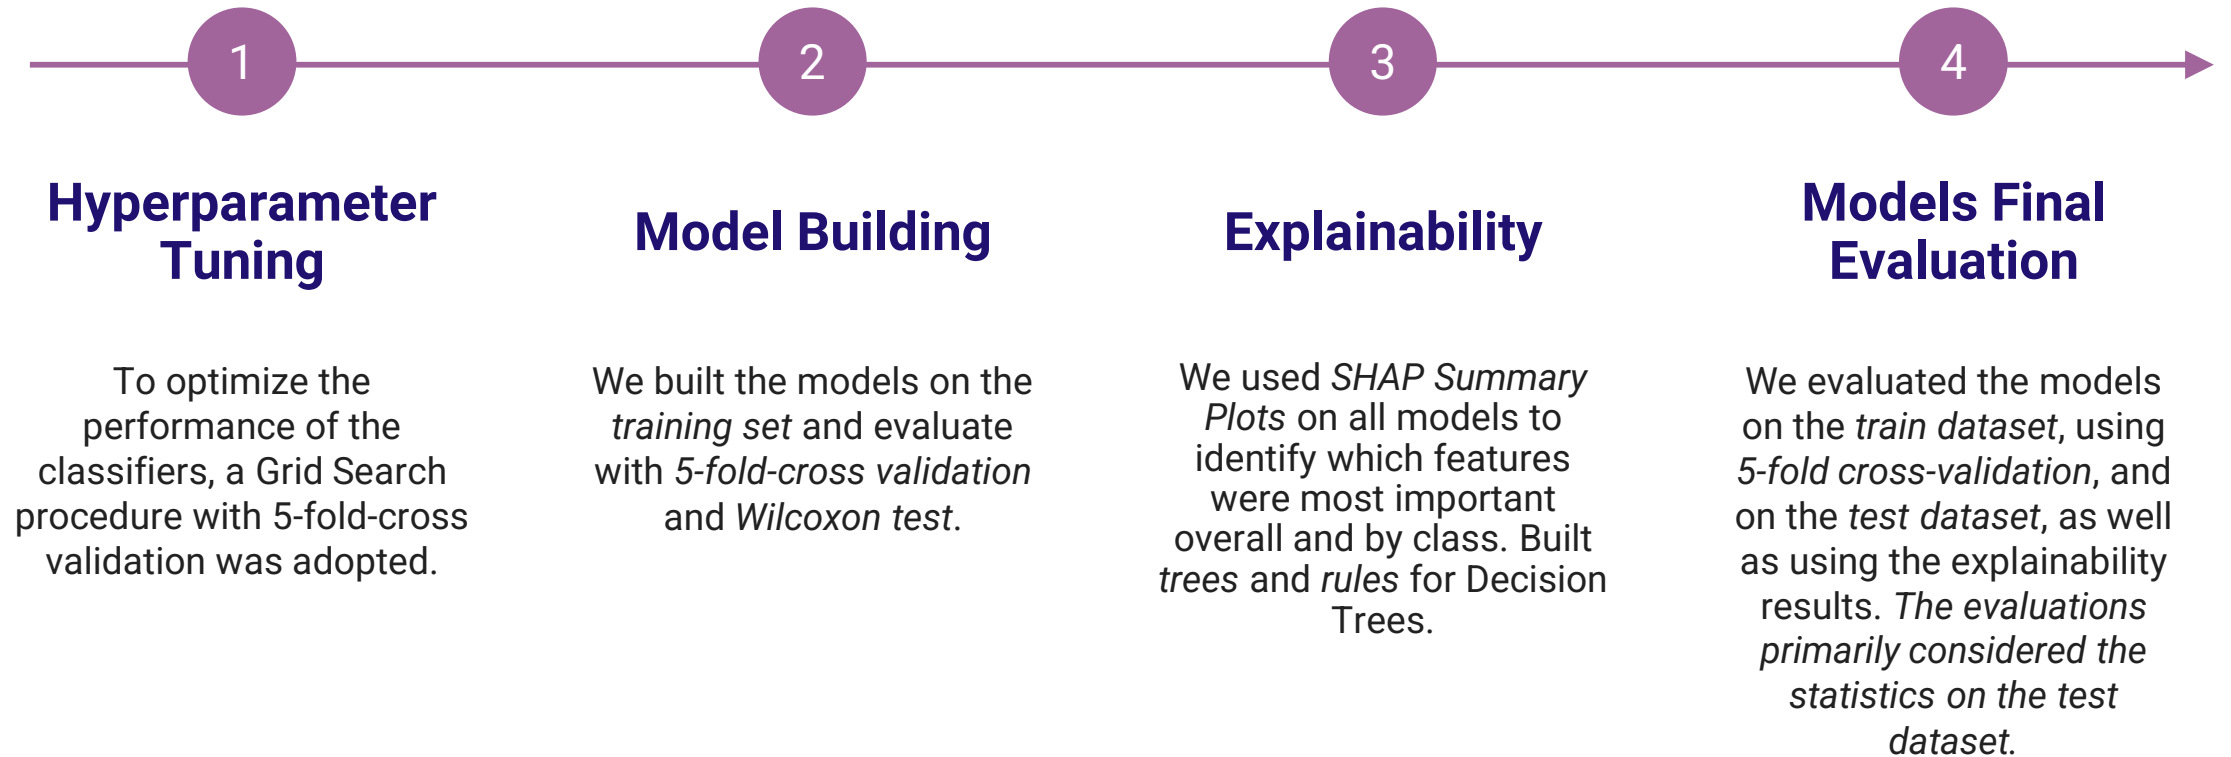 1
Hyperparameter
Tuning
To optimize the
performance of the
classifiers, a Grid Search
procedure with 5-fold-cross
validation was adopted.
2
Model Building
We built the models on the
training set and evaluate
with 5-fold-cross validation
and Wilcoxon test.
3
Explainability
We used SHAP Summary
Plots on all models to
identify which features
were most important
overall and by class. Built
trees and rules for Decision
Trees.
4
Models Final
Evaluation
We evaluated the models
on the train dataset, using
5-fold cross-validation, and
on the test dataset, as well
as using the explainability
results. The evaluations
primarily considered the
statistics on the test
dataset.